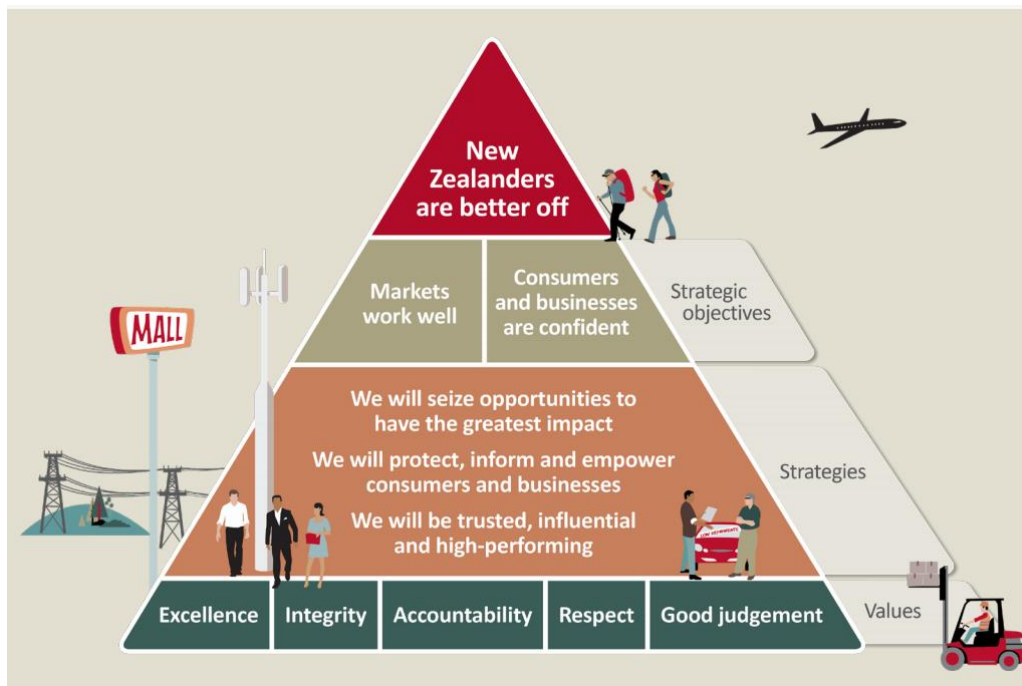 New
Zealanders
are better off
Markets
work well
Consumers
and businesses
are confident
Strategic
objectives
MALL
We will seize opportunities to
have the greatest impact
We will protect, inform and empower
consumers and businesses
We will be trusted, influential
and high-performing
Strategies
Excellence
Integrity
Accountability
Respect
Good judgement
Values